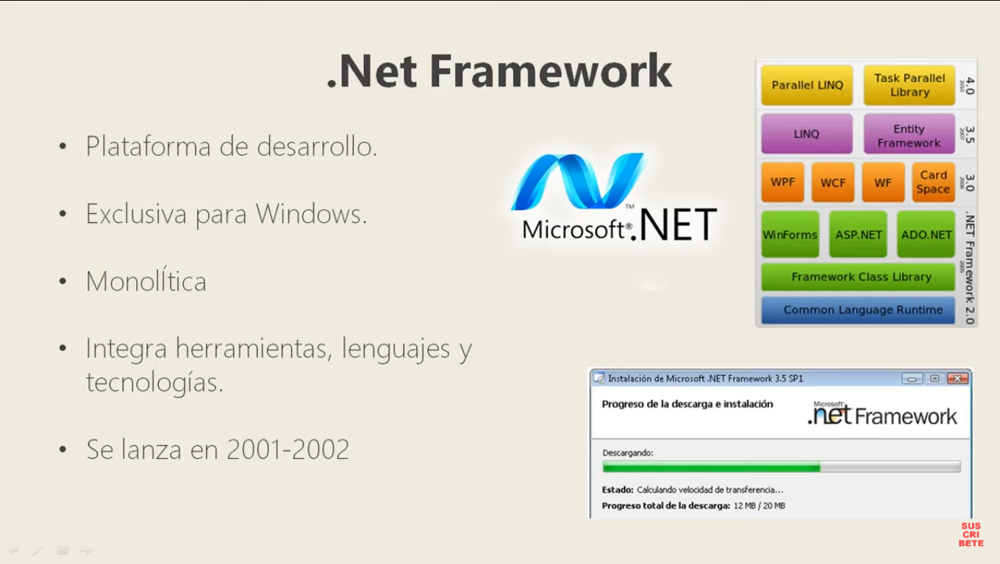 .Net Framework
• Plataforma de desarrollo.
• Exclusiva para Windows.
• MonolÍtica
• Integra herramientas, lenguajes y
tecnologías.
• Se lanza en 2001-2002
Microsoft®.NET™
Parallel LINQ
Task Parallel
Library
4.0
2010
LINQ
Entity
Framework
3.5
2007
WPF
WCF
WF
Card
Space
3.0
2006
WinForms
ASP.NET
ADO.NET
Framework Class Library
Common Language Runtime
.NET Framework 2.0
2005
Instalación de Microsoft .NET Framework 3.5 SP1
Progreso de la descarga e instalación
Microsoft®
.net Framework
Descargando:
Estado: Calculando velocidad de transferencia...
Progreso total de la descarga: 12 MB / 20 MB
SUS
CRI
BETE